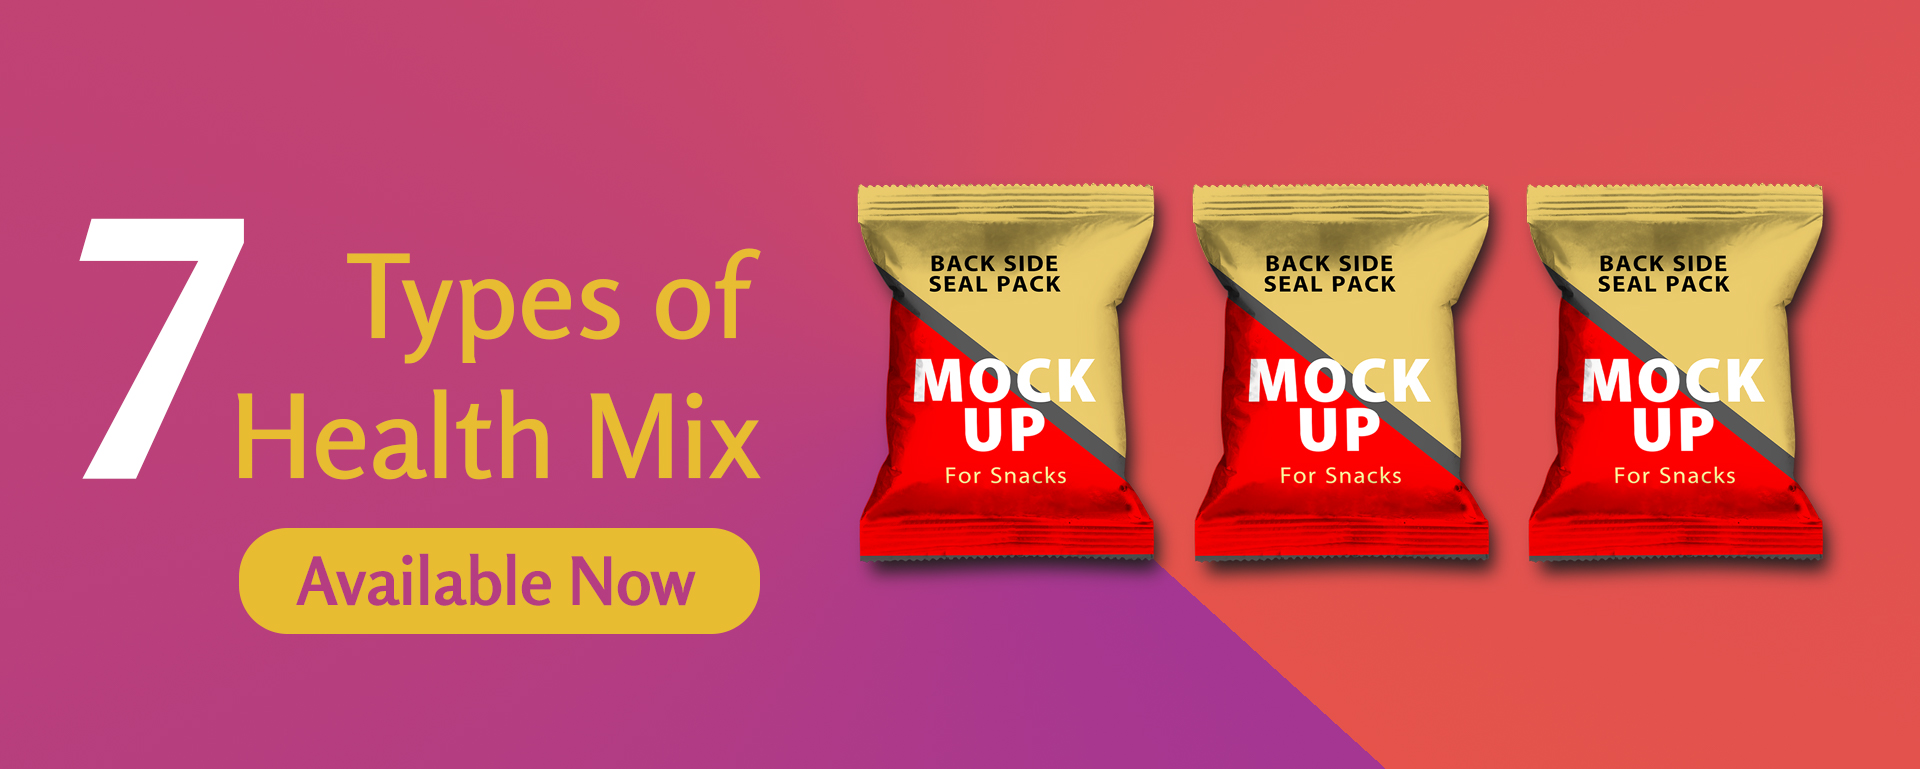 7 Types of
Health Mix
Available Now
BACK SIDE
SEAL PACK
MOCK
UP
For Snacks
BACK SIDE
SEAL PACK
MOCK
UP
For Snacks
BACK SIDE
SEAL PACK
MOCK
UP
For Snacks